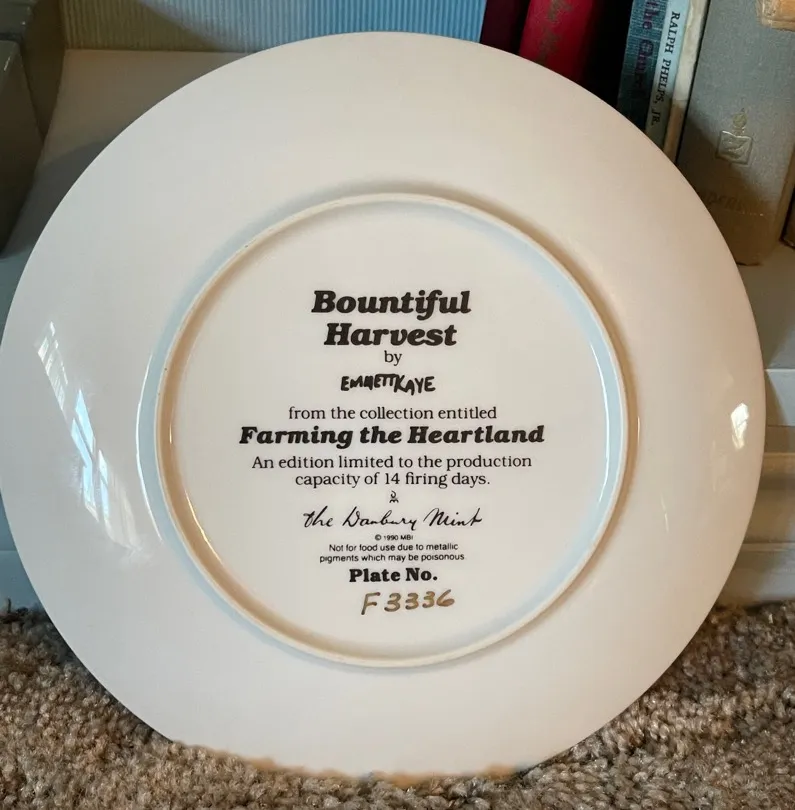 RALPH PHELPS, JR.
Bountiful
Harvest
by
EMMETT KAYE
from the collection entitled
Farming the Heartland
An edition limited to the production
capacity of 14 firing days.
the Danbury Mint
© 1990 MBI
Not for food use due to metallic
pigments which may be poisonous.
Plate No.
F3336